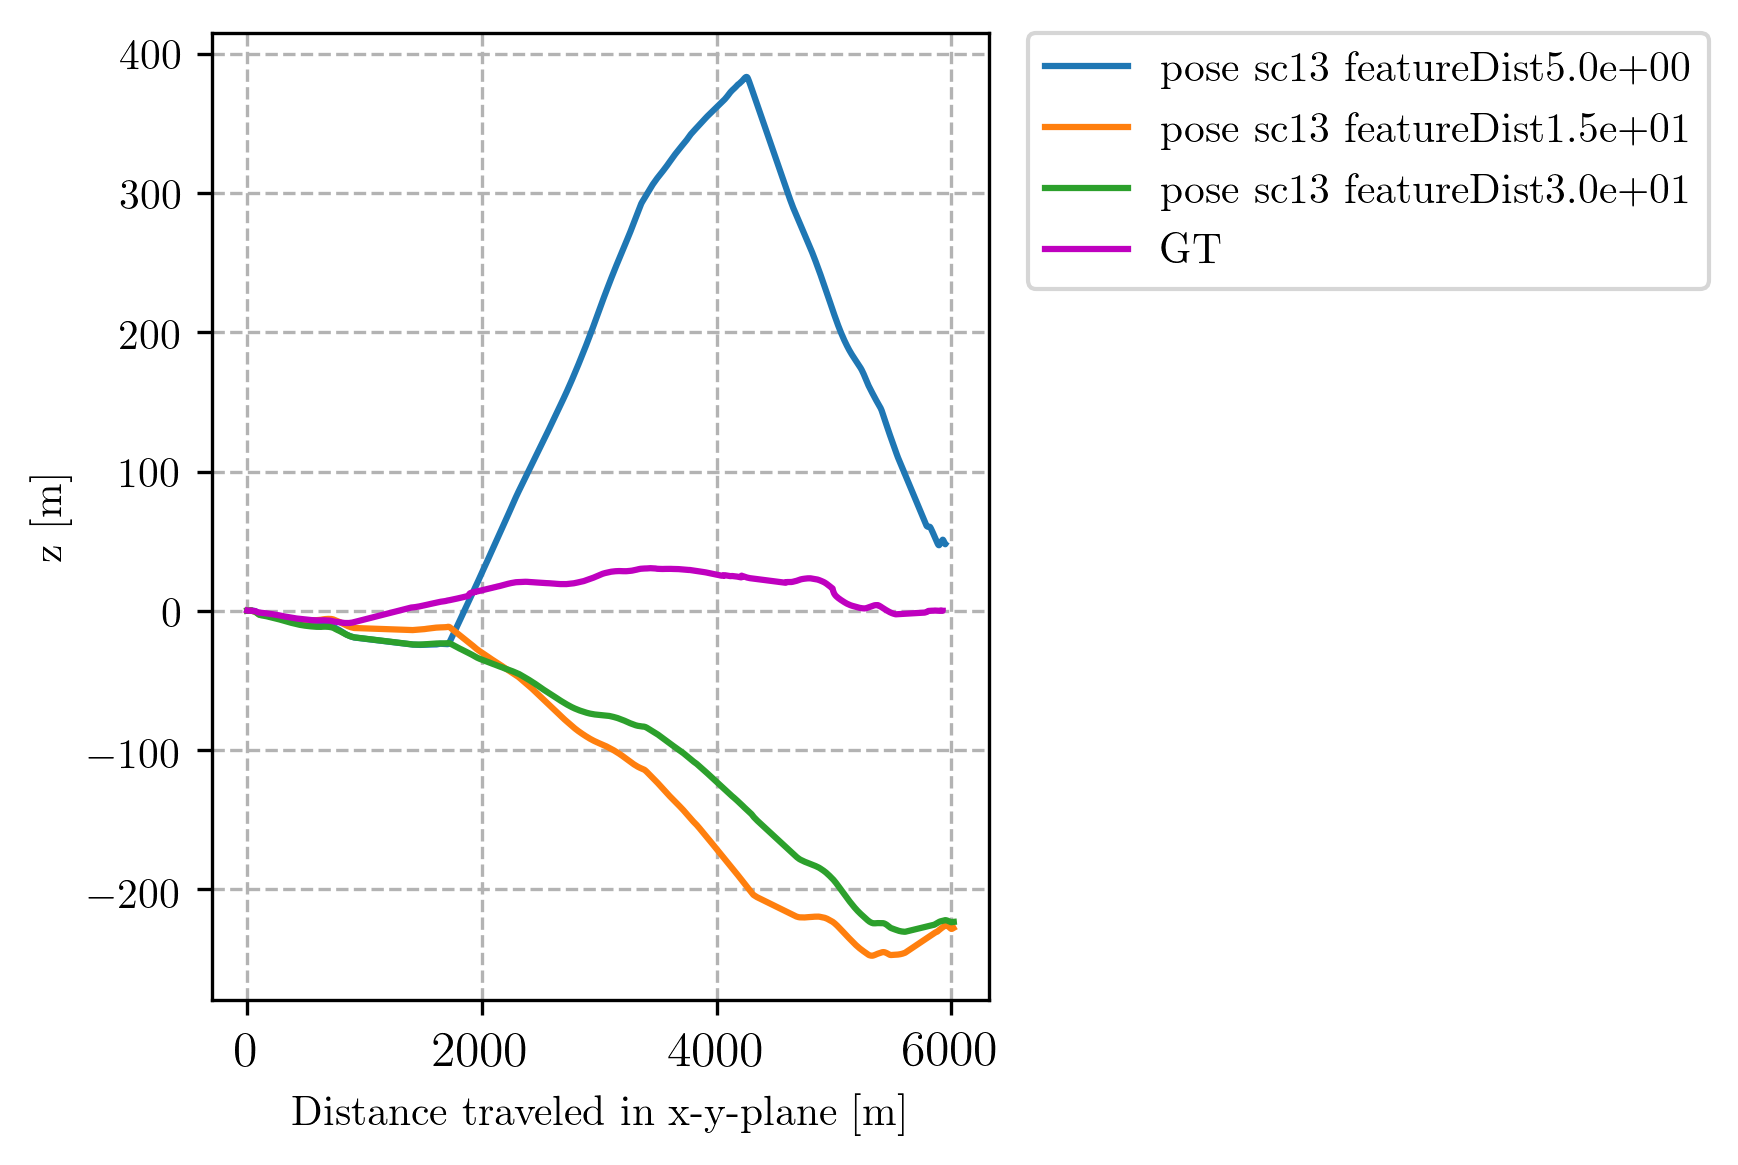 400
300
200
100
0
−100
−200
z [m]
0 2000 4000 6000
Distance traveled in x-y-plane [m]
pose sc13 featureDist5.0e+00
pose sc13 featureDist1.5e+01
pose sc13 featureDist3.0e+01
GT